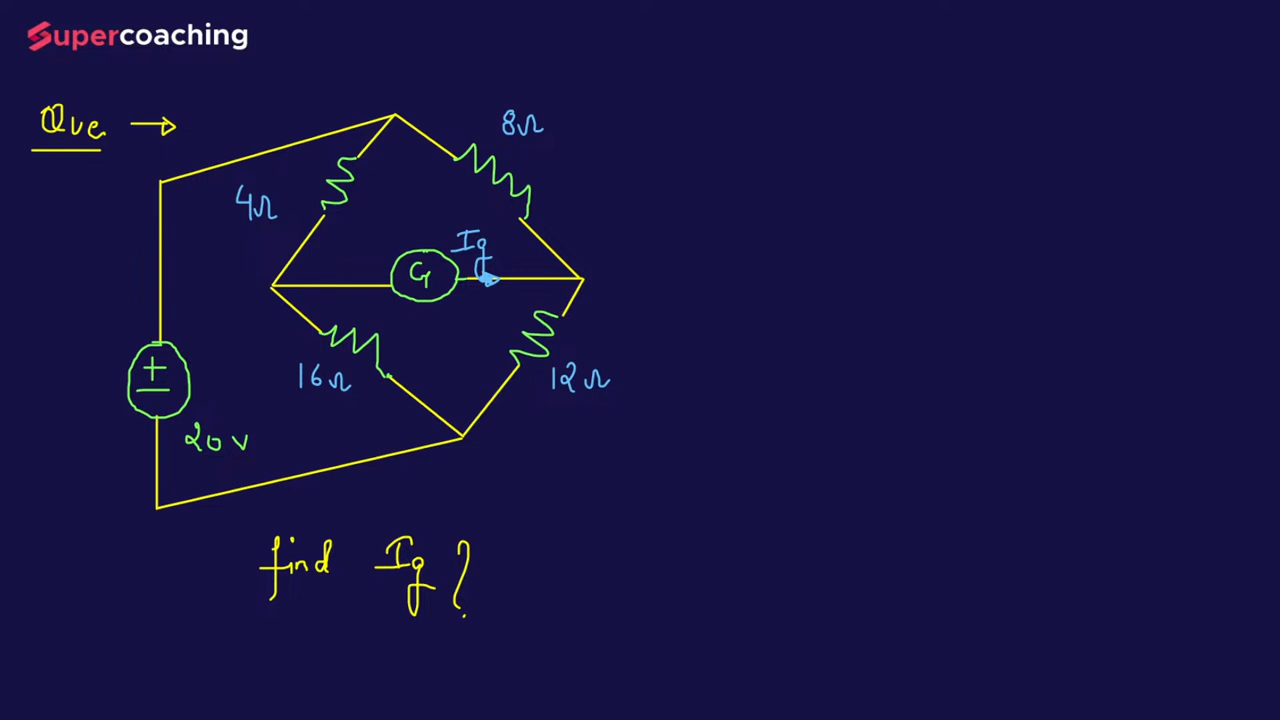 Supercoaching
Que →
8Ω
4Ω
Ig
G
16Ω
12Ω
+
−
20v
find Ig ?